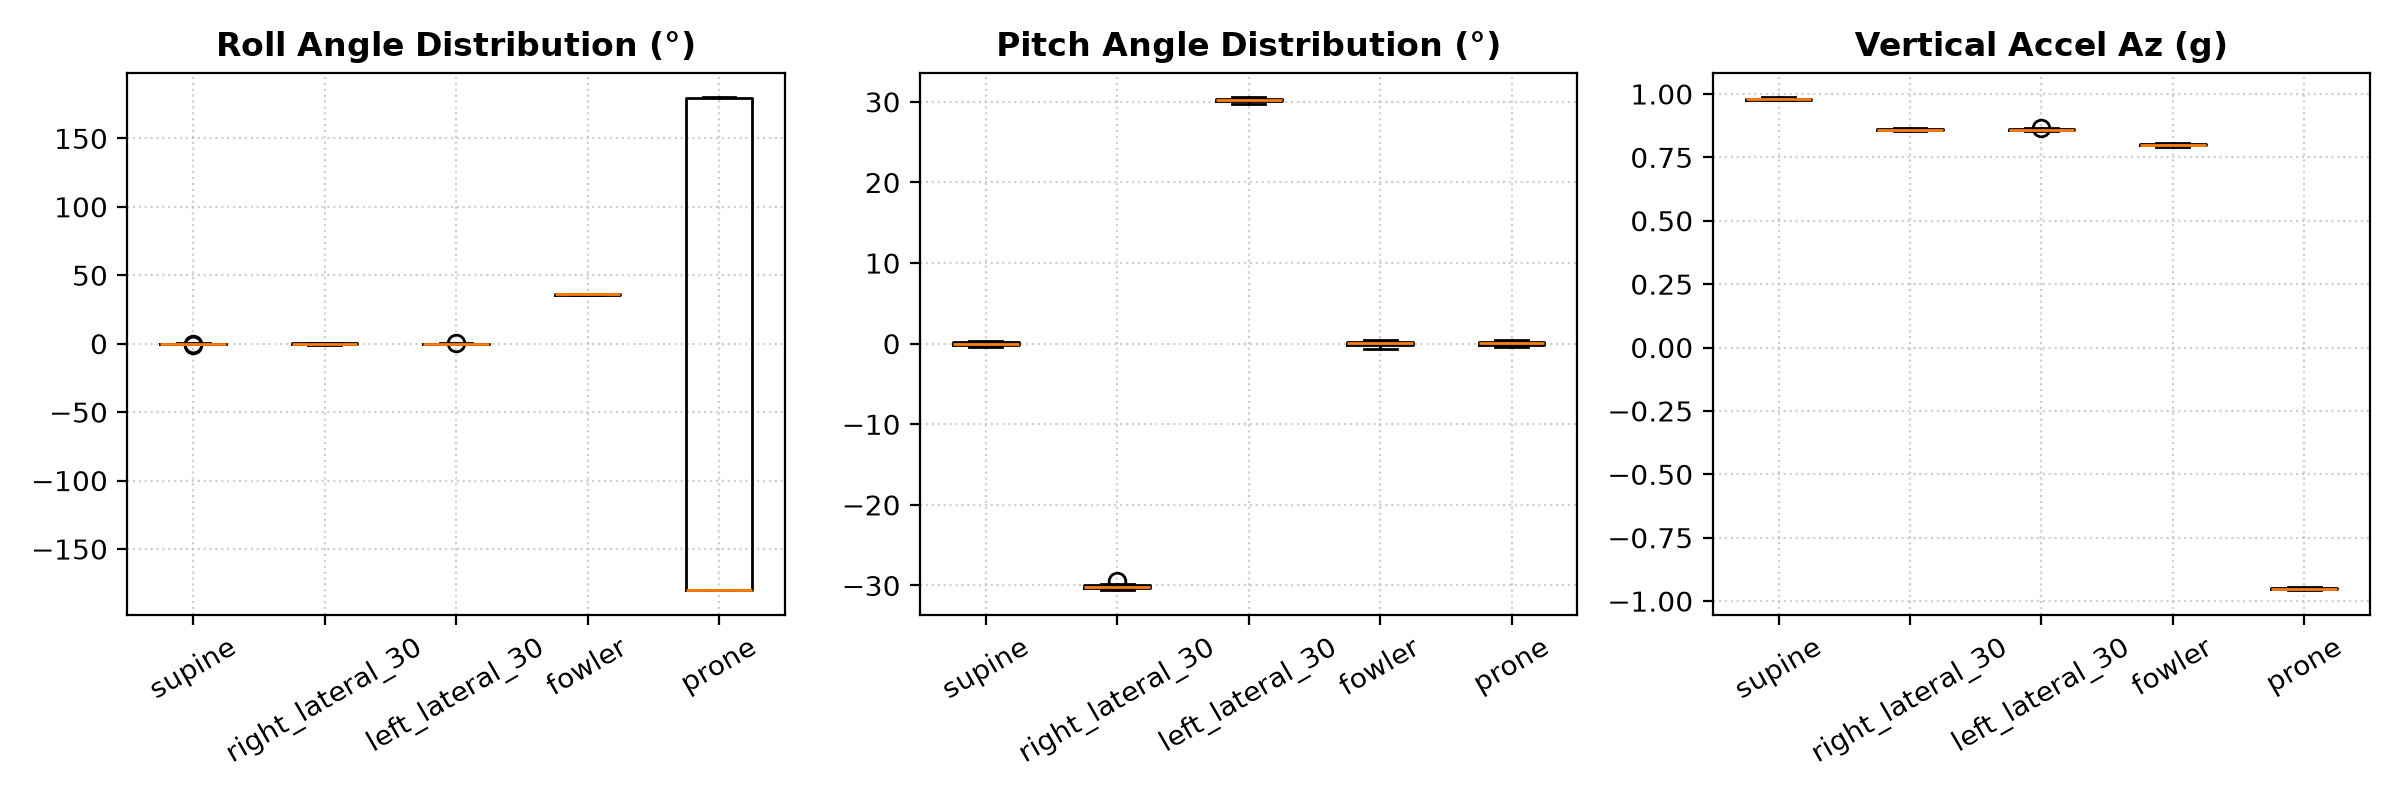 Roll Angle Distribution (°)
150
100
50
0
−50
−100
−150
supine
right_lateral_30
left_lateral_30
fowler
prone
Pitch Angle Distribution (°)
30
20
10
0
−10
−20
−30
supine
right_lateral_30
left_lateral_30
fowler
prone
Vertical Accel Az (g)
1.00
0.75
0.50
0.25
0.00
−0.25
−0.50
−0.75
−1.00
supine
right_lateral_30
left_lateral_30
fowler
prone